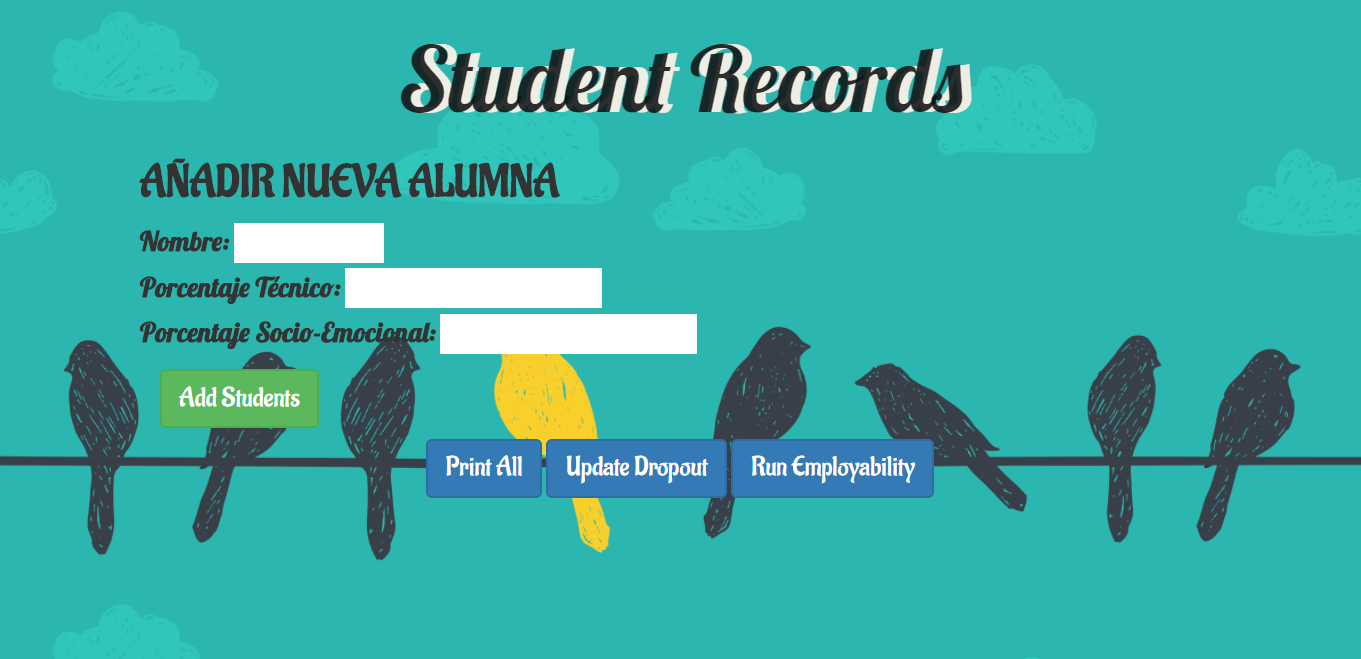 Student Records
AÑADIR NUEVA ALUMNA
Nombre:
Porcentaje Técnico:
Porcentaje Socio-Emocional:
Add Students
Print All Update Dropout Run Employability